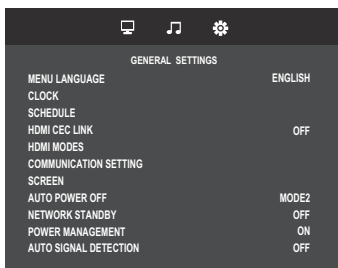 GENERAL SETTINGS
MENU LANGUAGE ENGLISH
CLOCK
SCHEDULE
HDMI CEC LINK OFF
HDMI MODES
COMMUNICATION SETTING
SCREEN
AUTO POWER OFF MODE2
NETWORK STANDBY OFF
POWER MANAGEMENT ON
AUTO SIGNAL DETECTION OFF